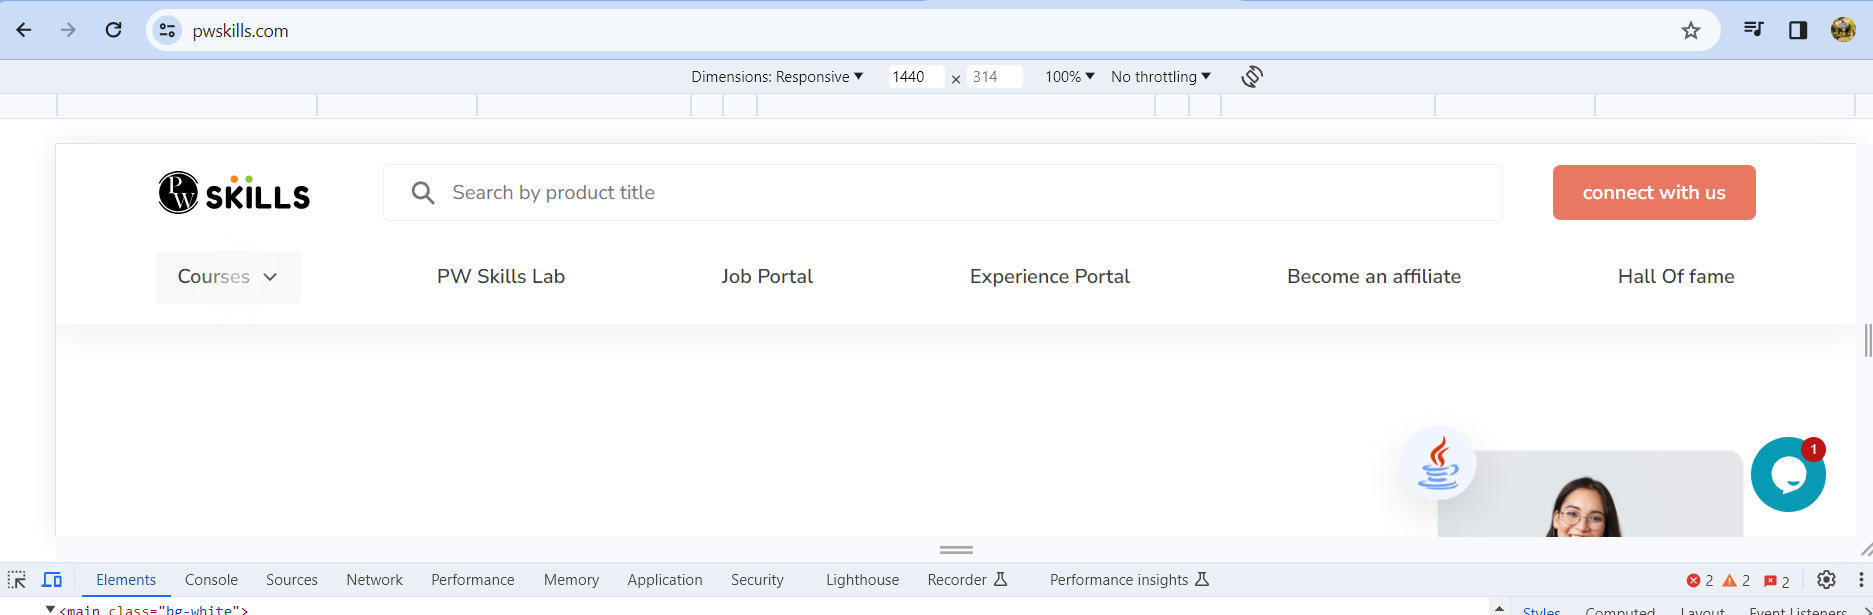 pwskills.com
Dimensions: Responsive 1440 × 314 100% No throttling
PW SKILLS Search by product title connect with us
Courses PW Skills Lab Job Portal Experience Portal Become an affiliate Hall Of fame
1
Elements Console Sources Network Performance Memory Application Security Lighthouse Recorder Performance insights 2 2 2
<main class="bg-white"> Styles Computed Layout Event Listeners